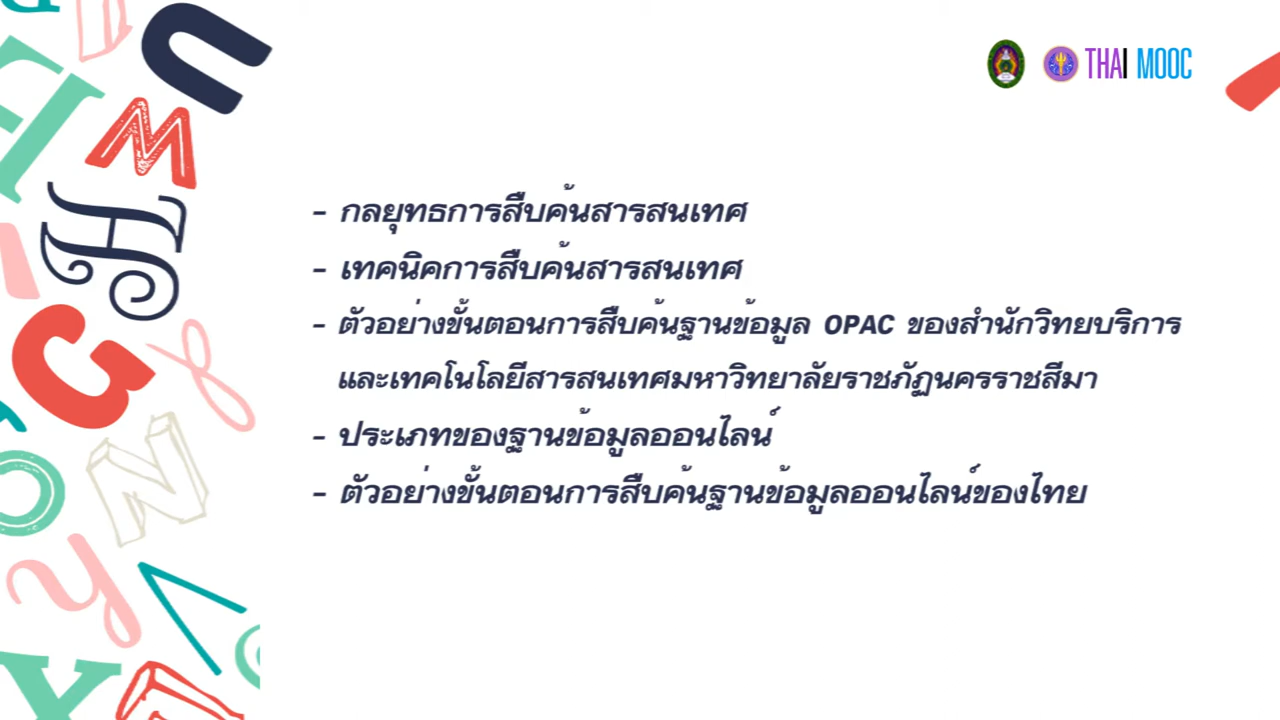 THAI MOOC
- กลยุทธการสืบค้นสารสนเทศ
- เทคนิคการสืบค้นสารสนเทศ
- ตัวอย่างขั้นตอนการสืบค้นฐานข้อมูล OPAC ของสำนักวิทยบริการ
และเทคโนโลยีสารสนเทศมหาวิทยาลัยราชภัฏนครราชสีมา
- ประเภทของฐานข้อมูลออนไลน์
- ตัวอย่างขั้นตอนการสืบค้นฐานข้อมูลออนไลน์ของไทย